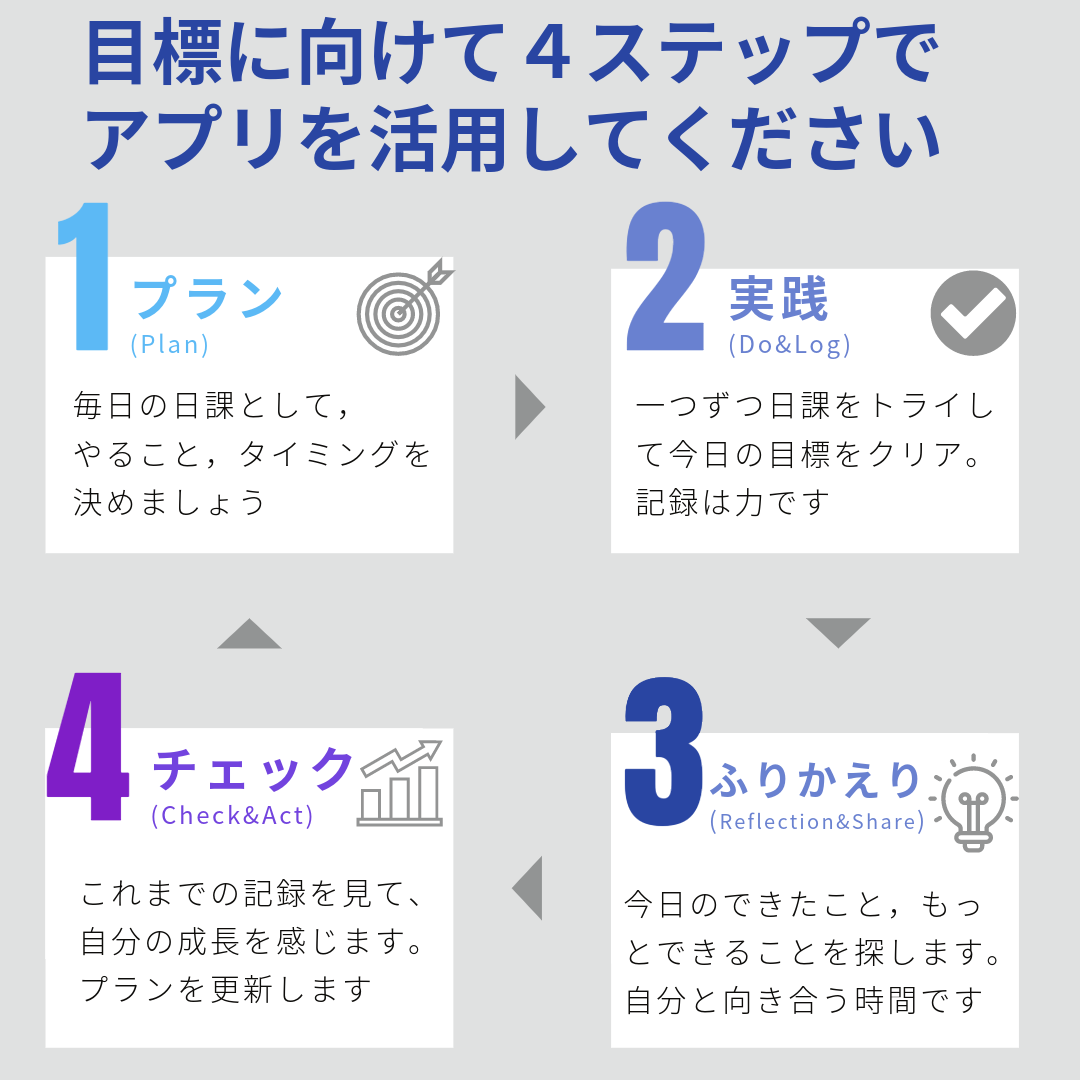 目標に向けて４ステップで
アプリを活用してください
1
プラン
(Plan)
毎日の日課として，
やること，タイミングを
決めましょう
2
実践
(Do&Log)
一つずつ日課をトライし
て今日の目標をクリア。
記録は力です
3
ふりかえり
(Reflection&Share)
今日のできたこと，もっ
とできることを探します。
自分と向き合う時間です
4
チェック
(Check&Act)
これまでの記録を見て、
自分の成長を感じます。
プランを更新します